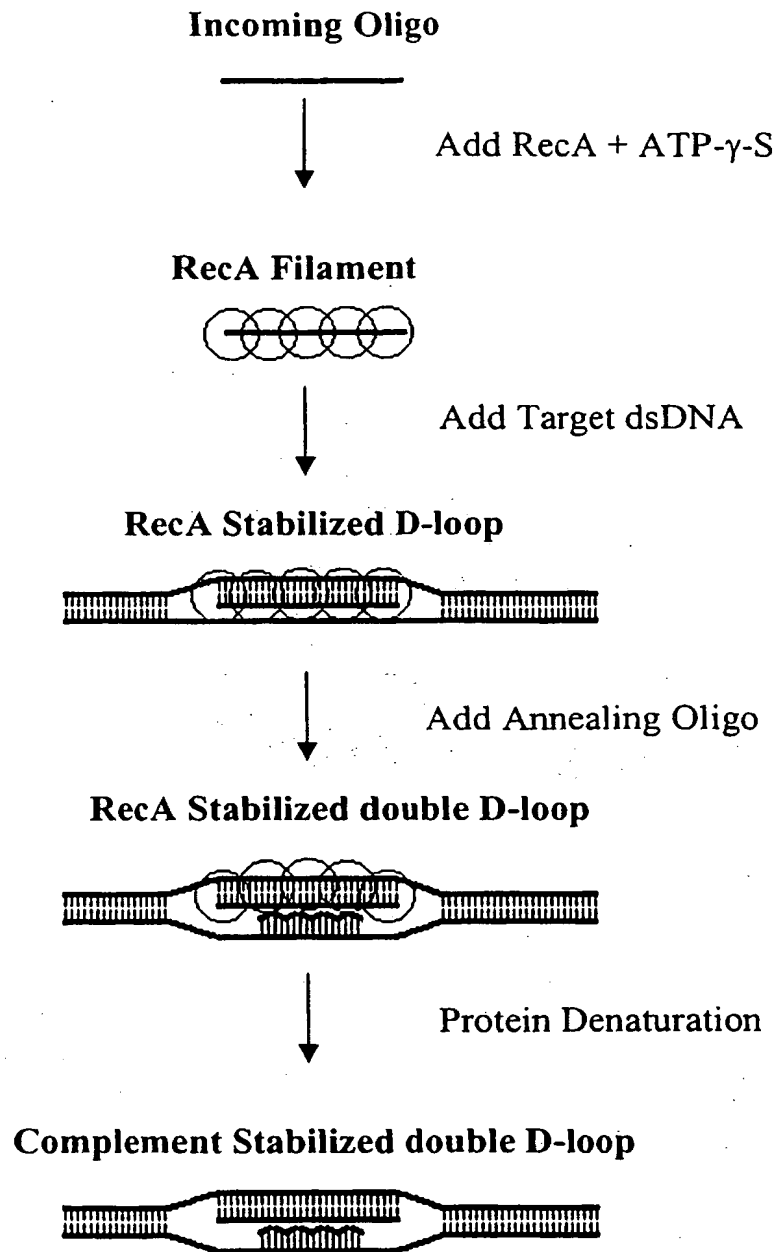 Incoming Oligo
Add RecA + ATP-γ-S
RecA Filament
Add Target dsDNA
RecA Stabilized D-loop
Add Annealing Oligo
RecA Stabilized double D-loop
Protein Denaturation
Complement Stabilized double D-loop